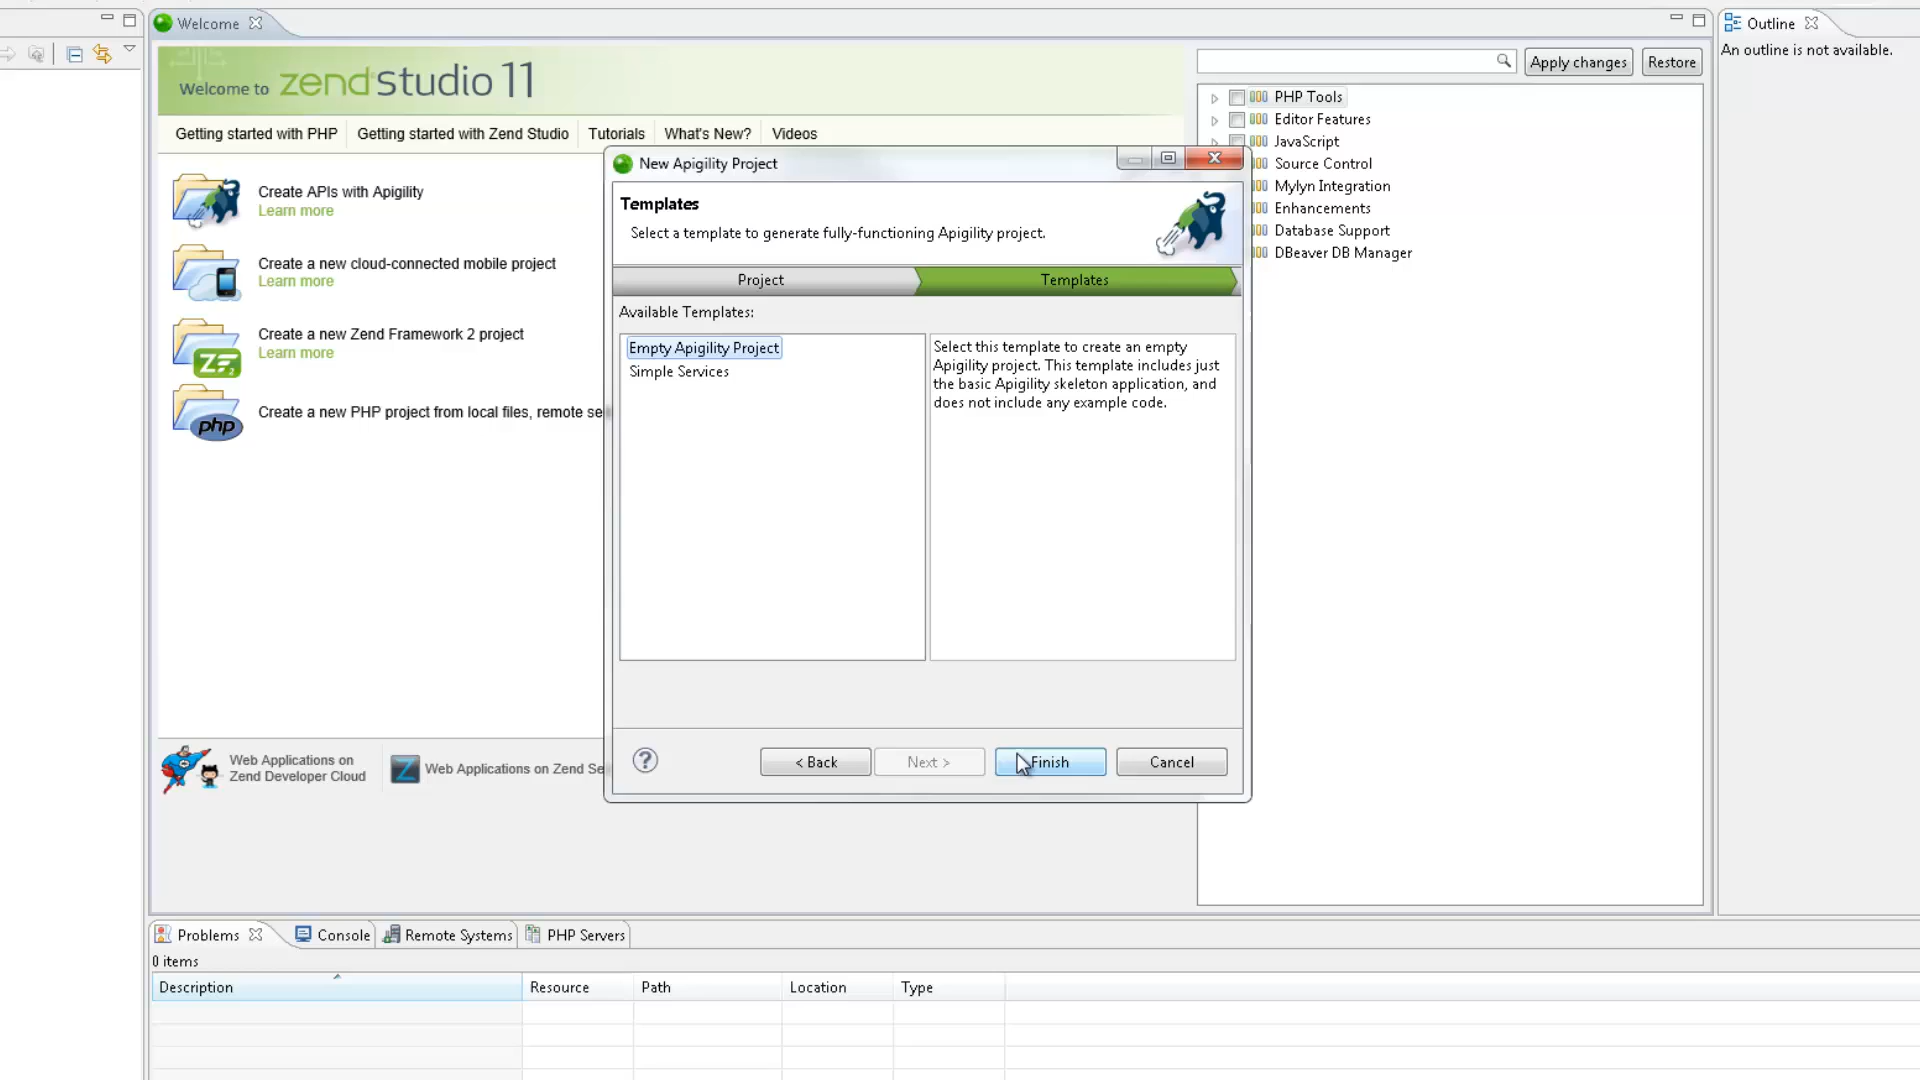 Welcome
Outline
An outline is not available.
Welcome to zend studio 11
Apply changes
Restore
Getting started with PHP
Getting started with Zend Studio
Tutorials
What's New?
Videos
PHP Tools
Editor Features
JavaScript
Source Control
Mylyn Integration
Enhancements
Database Support
DBeaver DB Manager
Create APIs with Apigility
Learn more
Create a new cloud-connected mobile project
Learn more
Create a new Zend Framework 2 project
Learn more
ZF2
Create a new PHP project from local files, remote se
php
New Apigility Project
Templates
Select a template to generate fully-functioning Apigility project.
Project
Templates
Available Templates:
Empty Apigility Project
Simple Services
Select this template to create an empty
Apigility project. This template includes just
the basic Apigility skeleton application, and
does not include any example code.
?
< Back
Next >
Finish
Cancel
Web Applications on
Zend Developer Cloud
Z
Web Applications on Zend Se
Problems
Console
Remote Systems
PHP Servers
0 items
Description
Resource
Path
Location
Type